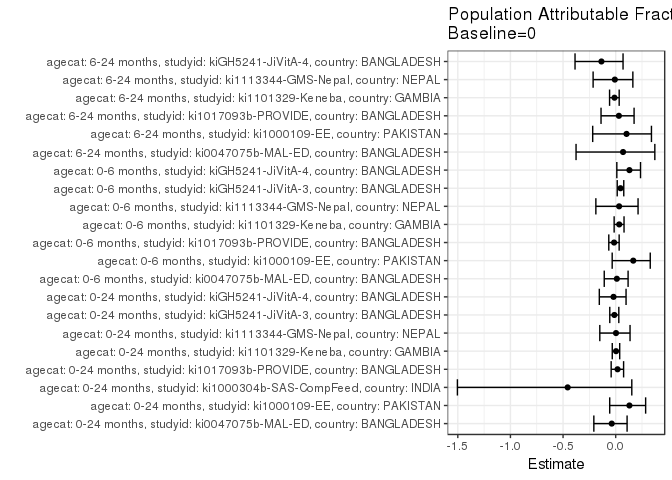 Population Attributable Fract
Baseline=0
agecat: 6-24 months, studyid: kiGH5241-JiVitA-4, country: BANGLADESH
agecat: 6-24 months, studyid: ki1113344-GMS-Nepal, country: NEPAL
agecat: 6-24 months, studyid: ki1101329-Keneba, country: GAMBIA
agecat: 6-24 months, studyid: ki1017093b-PROVIDE, country: BANGLADESH
agecat: 6-24 months, studyid: ki1000109-EE, country: PAKISTAN
agecat: 6-24 months, studyid: ki0047075b-MAL-ED, country: BANGLADESH
agecat: 0-6 months, studyid: kiGH5241-JiVitA-4, country: BANGLADESH
agecat: 0-6 months, studyid: kiGH5241-JiVitA-3, country: BANGLADESH
agecat: 0-6 months, studyid: ki1113344-GMS-Nepal, country: NEPAL
agecat: 0-6 months, studyid: ki1101329-Keneba, country: GAMBIA
agecat: 0-6 months, studyid: ki1017093b-PROVIDE, country: BANGLADESH
agecat: 0-6 months, studyid: ki1000109-EE, country: PAKISTAN
agecat: 0-6 months, studyid: ki0047075b-MAL-ED, country: BANGLADESH
agecat: 0-24 months, studyid: kiGH5241-JiVitA-4, country: BANGLADESH
agecat: 0-24 months, studyid: kiGH5241-JiVitA-3, country: BANGLADESH
agecat: 0-24 months, studyid: ki1113344-GMS-Nepal, country: NEPAL
agecat: 0-24 months, studyid: ki1101329-Keneba, country: GAMBIA
agecat: 0-24 months, studyid: ki1017093b-PROVIDE, country: BANGLADESH
agecat: 0-24 months, studyid: ki1000304b-SAS-CompFeed, country: INDIA
agecat: 0-24 months, studyid: ki1000109-EE, country: PAKISTAN
agecat: 0-24 months, studyid: ki0047075b-MAL-ED, country: BANGLADESH
-1.5 -1.0 -0.5 0.0
Estimate